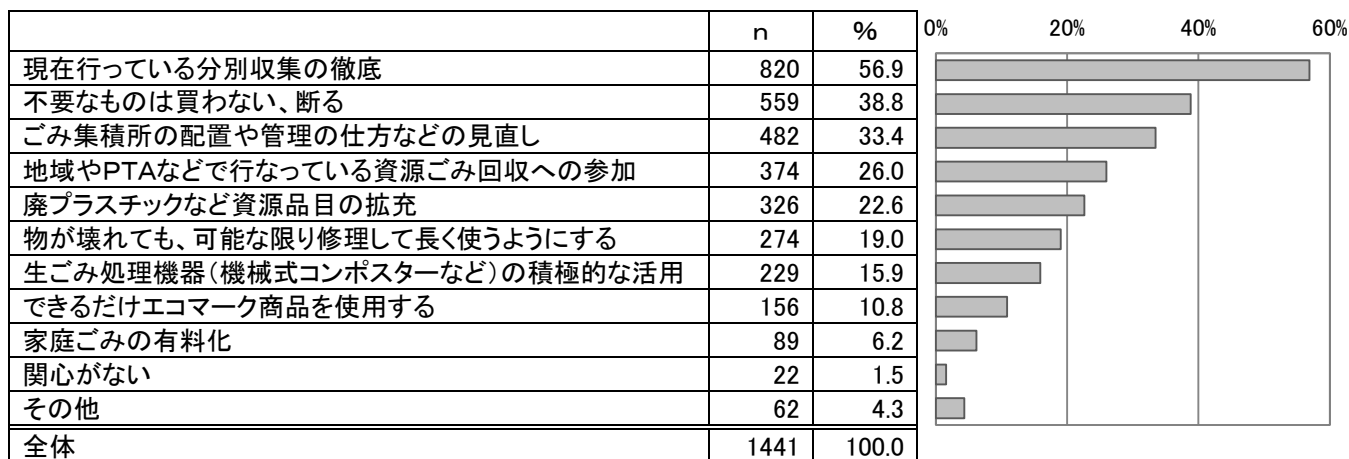 n % 0% 20% 40% 60%
現在行っている分別収集の徹底 820 56.9
不要なものは買わない、断る 559 38.8
ごみ集積所の配置や管理の仕方などの見直し 482 33.4
地域やPTAなどで行なっている資源ごみ回収への参加 374 26.0
廃プラスチックなど資源品目の拡充 326 22.6
物が壊れても、可能な限り修理して長く使うようにする 274 19.0
生ごみ処理機器(機械式コンポスターなど)の積極的な活用 229 15.9
できるだけエコマーク商品を使用する 156 10.8
家庭ごみの有料化 89 6.2
関心がない 22 1.5
その他 62 4.3
全体 1441 100.0